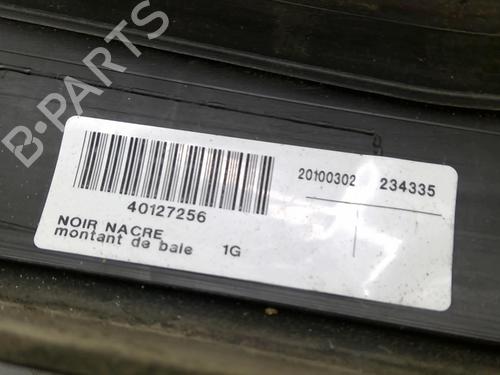 B-PARTS
20100302 234335
40127256
NOIR NACRE
montant de baie 1G